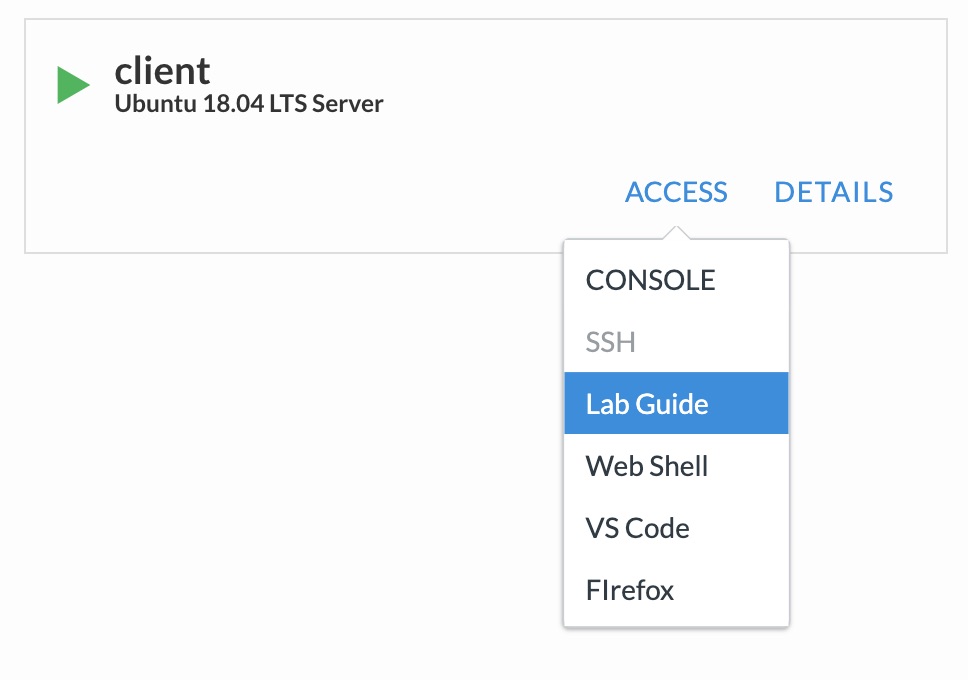 client
Ubuntu 18.04 LTS Server
ACCESS DETAILS
CONSOLE
SSH
Lab Guide
Web Shell
VS Code
FIrefox